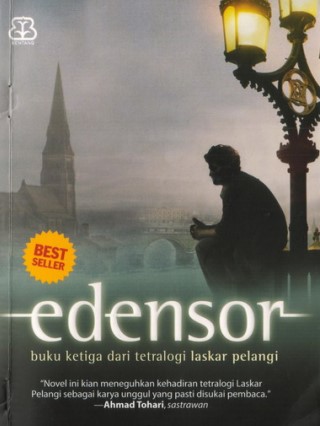 BENTANG
BEST
SELLER
edensor
buku ketiga dari tetralogi laskar pelangi
"Novel ini kian meneguhkan kehadiran tetralogi Laskar
Pelangi sebagai karya unggul yang pasti disukai pembaca."
—Ahmad Tohari, sastrawan